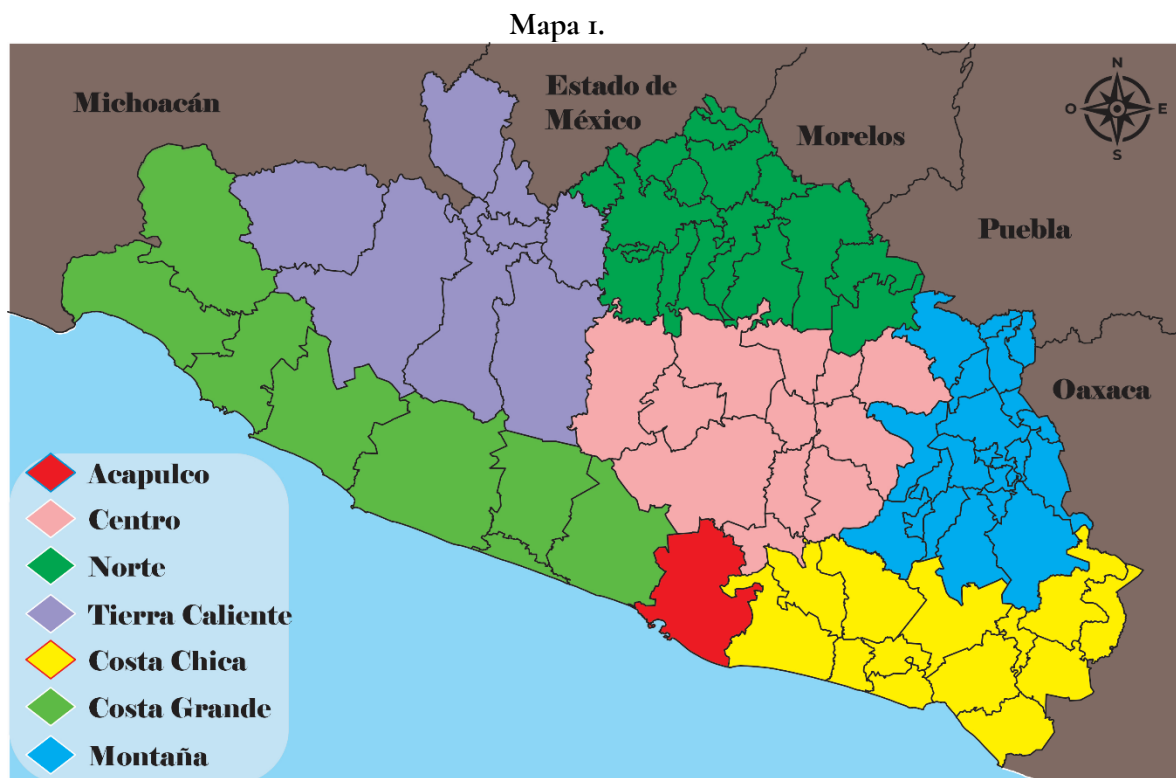 Mapa 1.
Michoacán
Estado de
México
Morelos
Puebla
Oaxaca
N
O
E
S
Acapulco
Centro
Norte
Tierra Caliente
Costa Chica
Costa Grande
Montaña